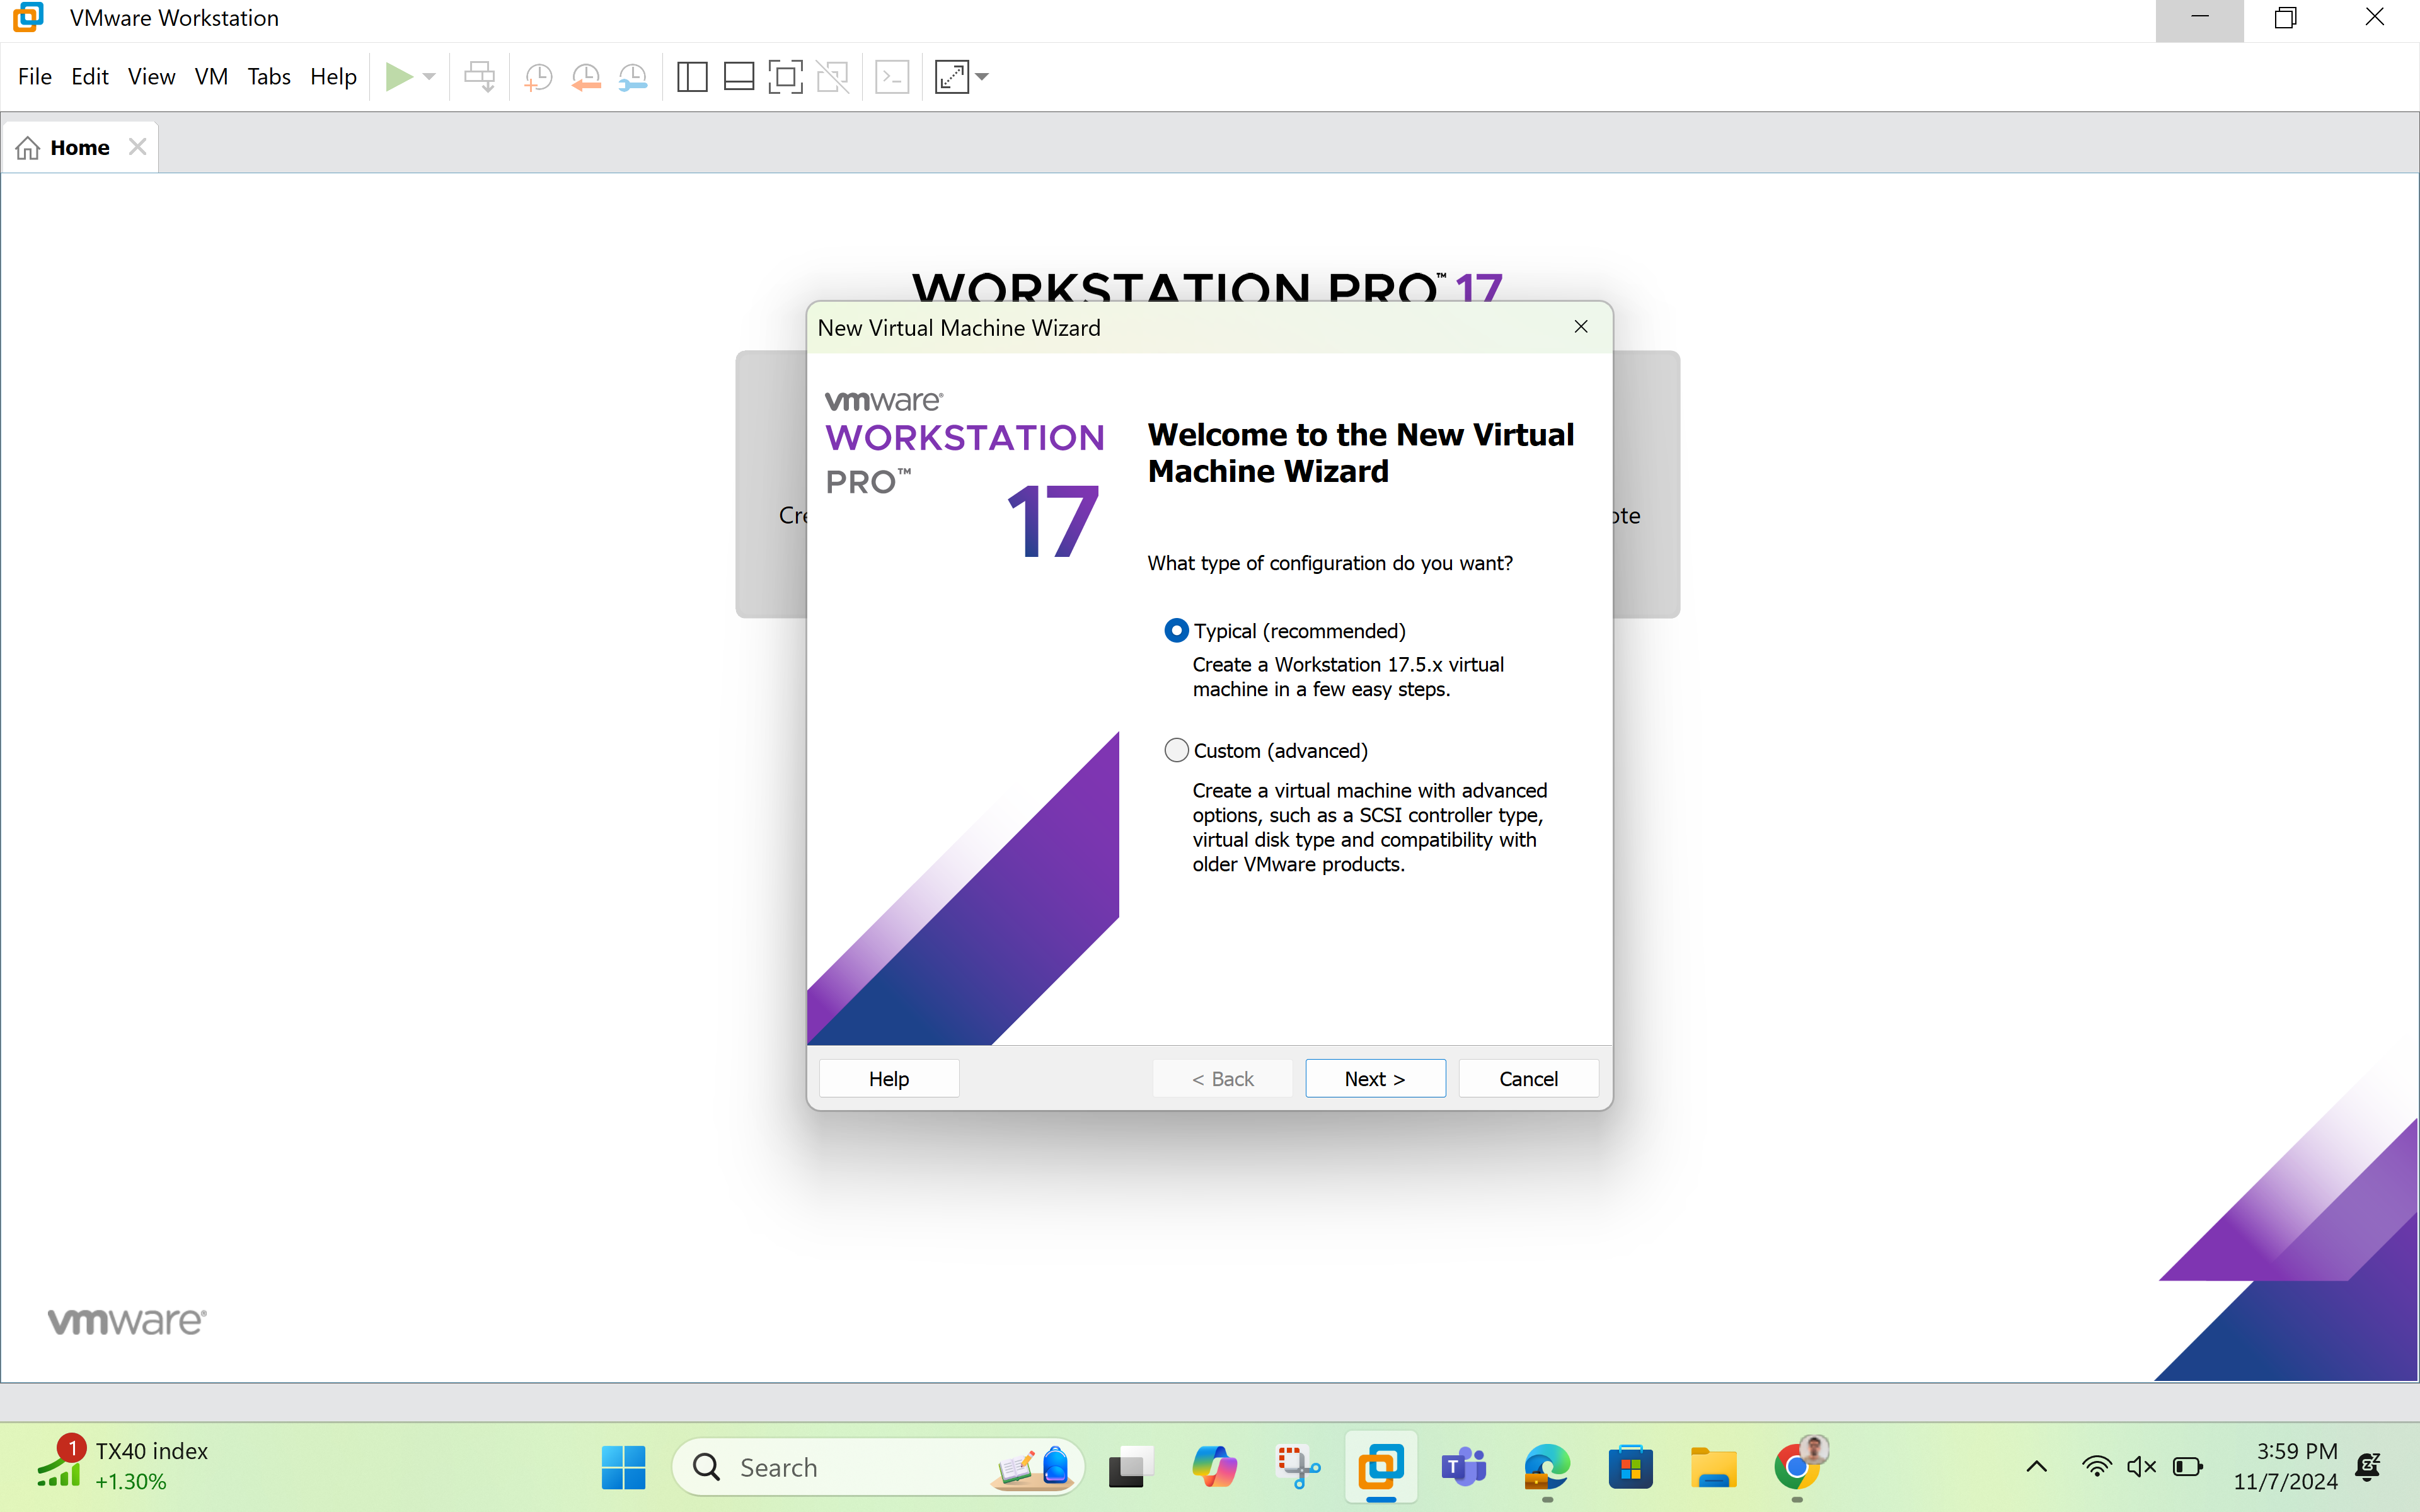 VMware Workstation
File Edit View VM Tabs Help
Home
WORKSTATION PRO™ 17
New Virtual Machine Wizard
vmware®
WORKSTATION
PRO™
17
Welcome to the New Virtual
Machine Wizard
What type of configuration do you want?
Typical (recommended)
Create a Workstation 17.5.x virtual
machine in a few easy steps.
Custom (advanced)
Create a virtual machine with advanced
options, such as a SCSI controller type,
virtual disk type and compatibility with
older VMware products.
Help < Back Next > Cancel
vmware®
1
TX40 index
+1.30%
Search
3:59 PM
11/7/2024